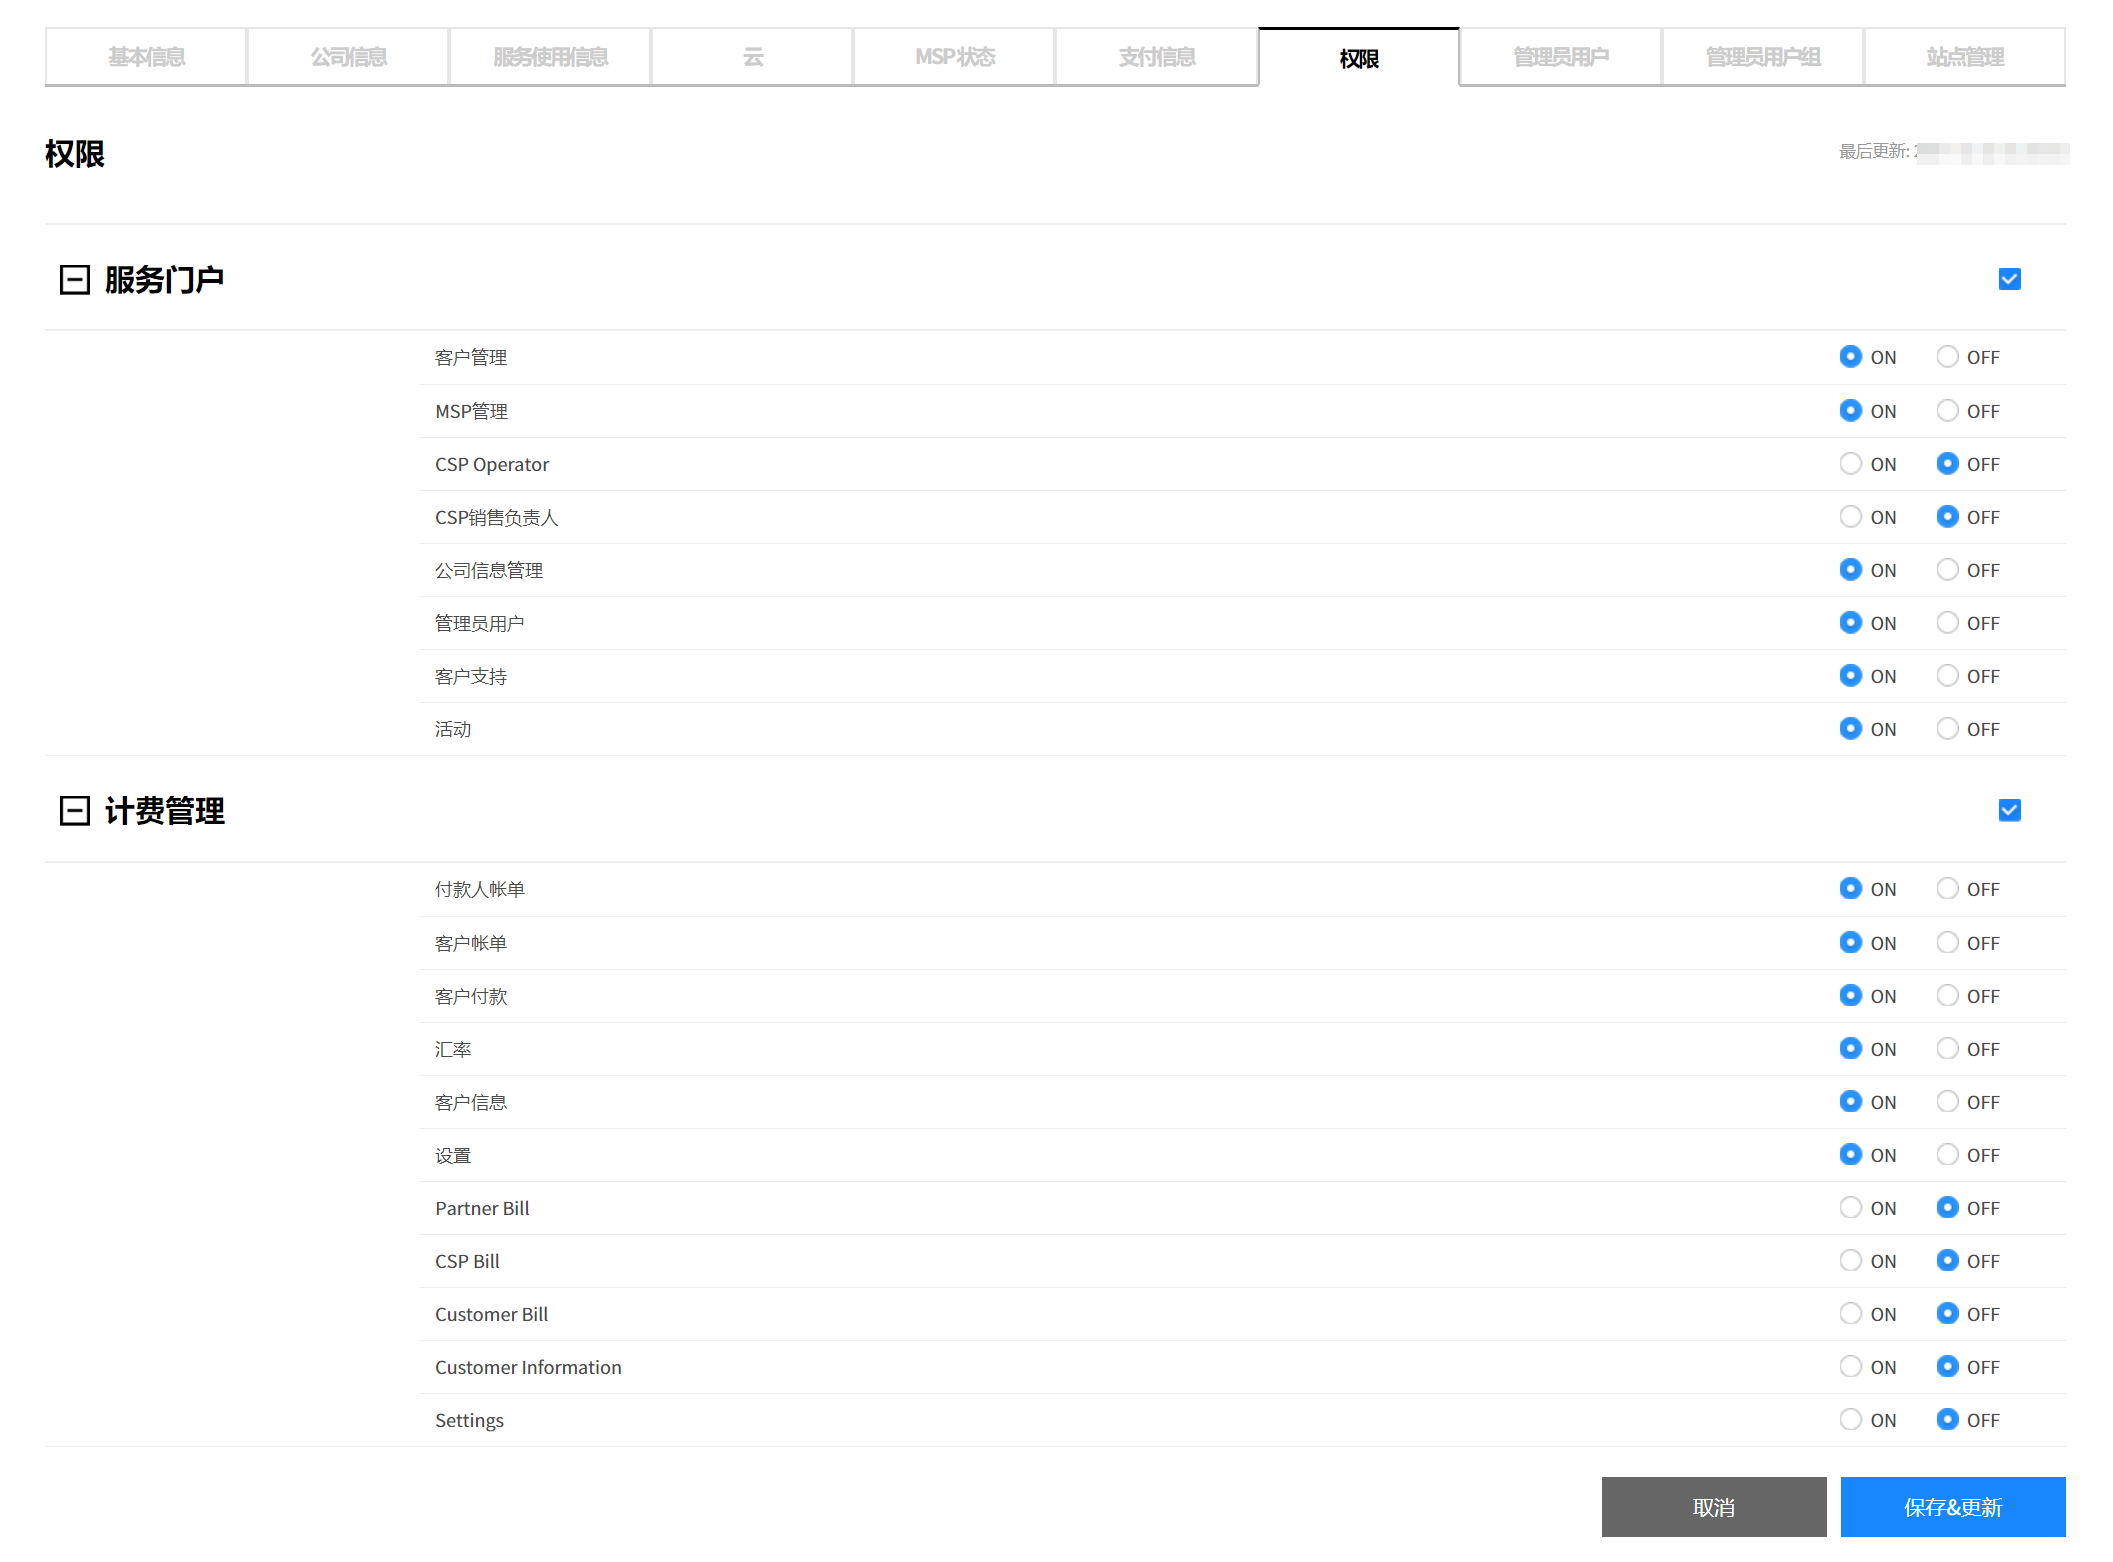 基本信息 公司信息 服务使用信息 云 MSP状态 支付信息 权限 管理员用户 管理员用户组 站点管理
权限 最后更新:
服务门户
客户管理 ON OFF
MSP管理 ON OFF
CSP Operator ON OFF
CSP销售负责人 ON OFF
公司信息管理 ON OFF
管理员用户 ON OFF
客户支持 ON OFF
活动 ON OFF
计费管理
付款人帐单 ON OFF
客户帐单 ON OFF
客户付款 ON OFF
汇率 ON OFF
客户信息 ON OFF
设置 ON OFF
Partner Bill ON OFF
CSP Bill ON OFF
Customer Bill ON OFF
Customer Information ON OFF
Settings ON OFF
取消 保存&更新